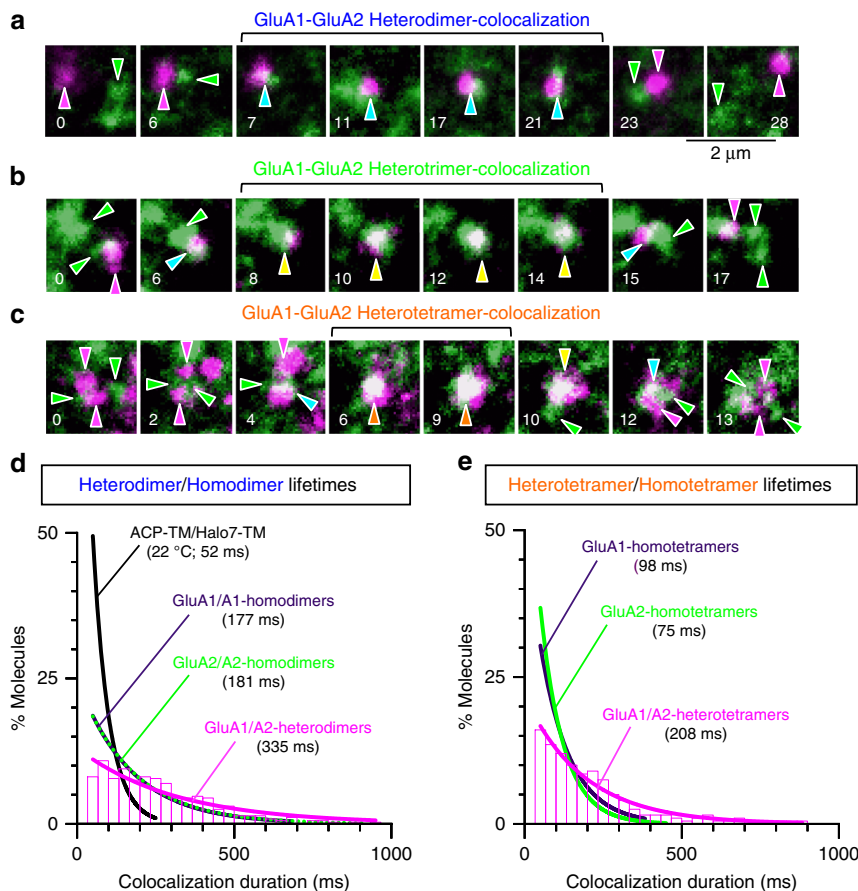 a
GluA1-GluA2 Heterodimer-colocalization
0 6 7 11 17 21 23 28
2 μm
b
GluA1-GluA2 Heterotrimer-colocalization
0 6 8 10 12 14 15 17
c
GluA1-GluA2 Heterotetramer-colocalization
0 2 4 6 9 10 12 13
d
Heterodimer/Homodimer lifetimes
50
25
0
% Molecules
ACP-TM/Halo7-TM
(22 °C; 52 ms)
GluA1/A1-homodimers
(177 ms)
GluA2/A2-homodimers
(181 ms)
GluA1/A2-heterodimers
(335 ms)
0 500 1000
Colocalization duration (ms)
e
Heterotetramer/Homotetramer lifetimes
50
25
0
% Molecules
GluA1-homotetramers
(98 ms)
GluA2-homotetramers
(75 ms)
GluA1/A2-heterotetramers
(208 ms)
0 500 1000
Colocalization duration (ms)